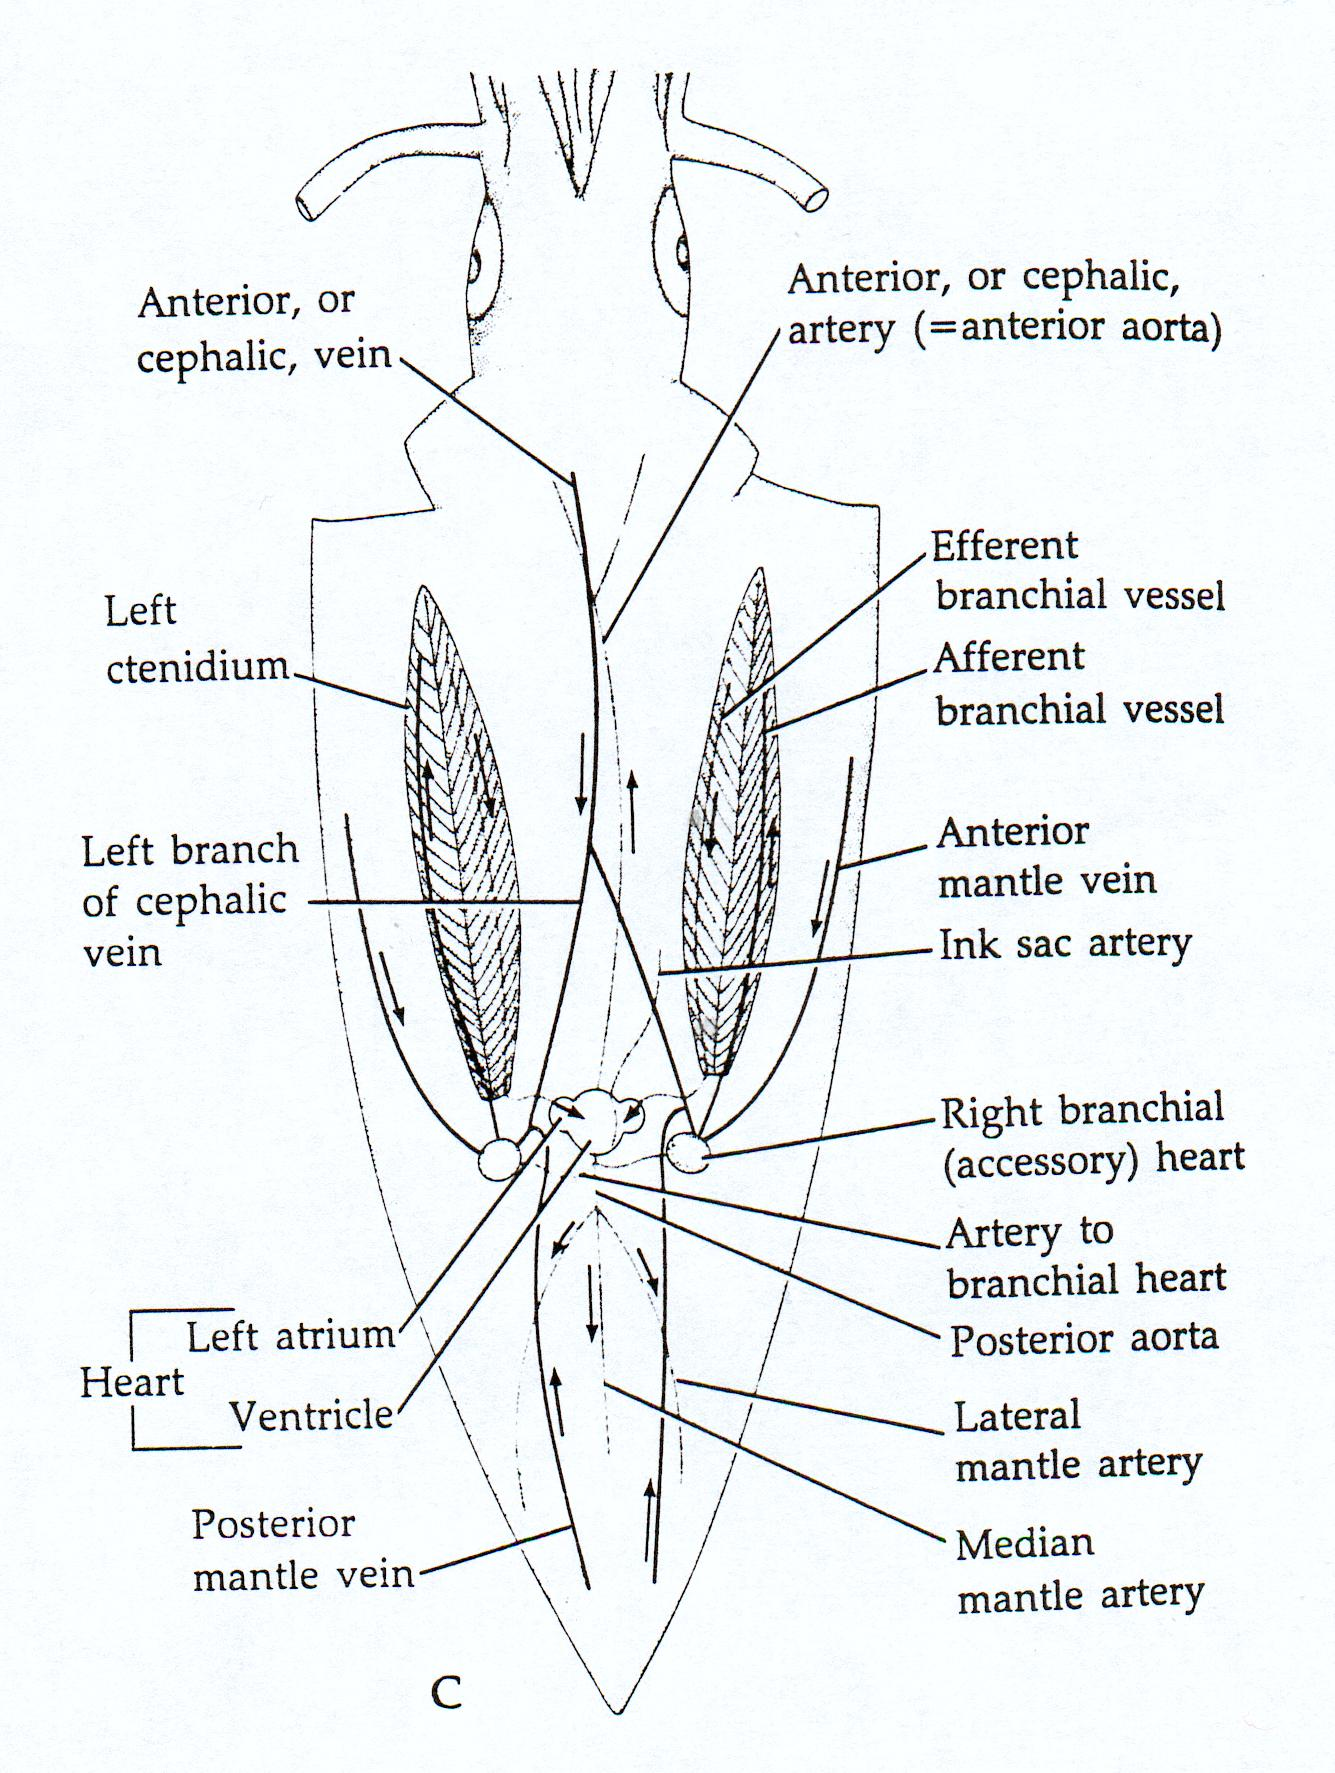 Anterior, or
cephalic, vein
Anterior, or cephalic,
artery (=anterior aorta)
Left
ctenidium
Efferent
branchial vessel
Afferent
branchial vessel
Left branch
of cephalic
vein
Anterior
mantle vein
Ink sac artery
Right branchial
(accessory) heart
Artery to
branchial heart
Posterior aorta
Left atrium
Heart
Ventricle
Lateral
mantle artery
Posterior
mantle vein
Median
mantle artery
C